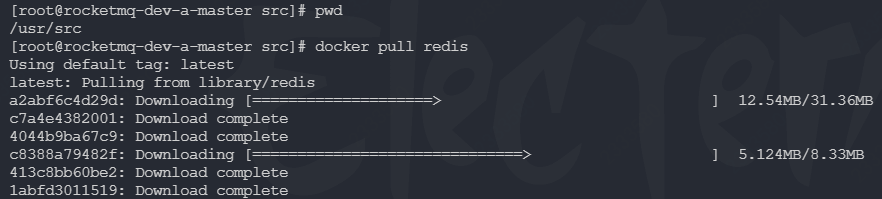 [root@rocketmq-dev-a-master src]# pwd
/usr/src
[root@rocketmq-dev-a-master src]# docker pull redis
Using default tag: latest
latest: Pulling from library/redis
a2abf6c4d29d: Downloading [====================>                              ]  12.54MB/31.36MB
c7a4e4382001: Download complete
4044b9ba67c9: Download complete
c8388a79482f: Downloading [==============================>                    ]  5.124MB/8.33MB
413c8bb60be2: Download complete
1abfd3011519: Download complete